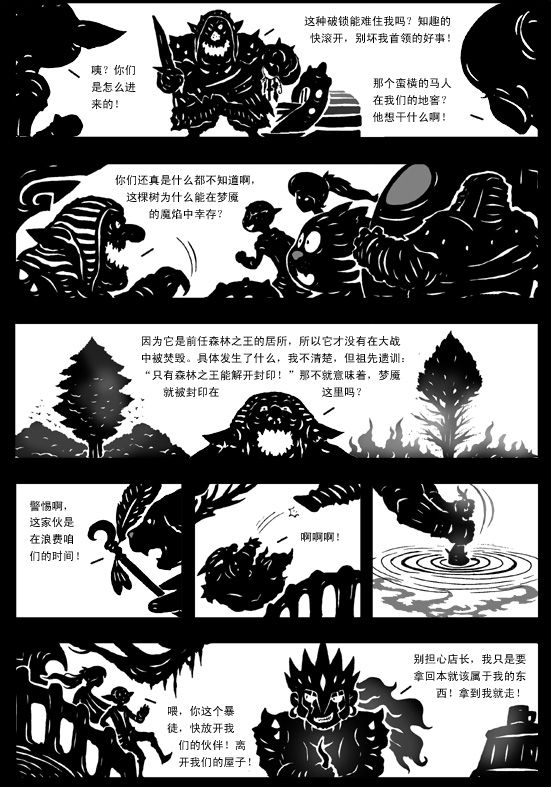 咦？你们
是怎么进
来的！
这种破锁能难住我吗？知趣的
快滚开，别坏我首领的好事！
那个蛮横的马人
在我们的地窖？
他想干什么啊！
你们还真是什么都不知道啊，
这棵树为什么能在梦魇
的魔焰中幸存？
因为它是前任森林之王的居所，所以它才没有在大战
中被焚毁。具体发生了什么，我不清楚，但祖先遗训：
“只有森林之王能解开封印！”那不就意味着，梦魇
就被封印在 这里吗？
警惕啊，
这家伙是
在浪费咱
们的时间！
啊啊啊！
喂，你这个暴
徒，快放开我
们的伙伴！离
开我们的屋子！
别担心店长，我只是要
拿回本就该属于我的东
西！拿到我就走！